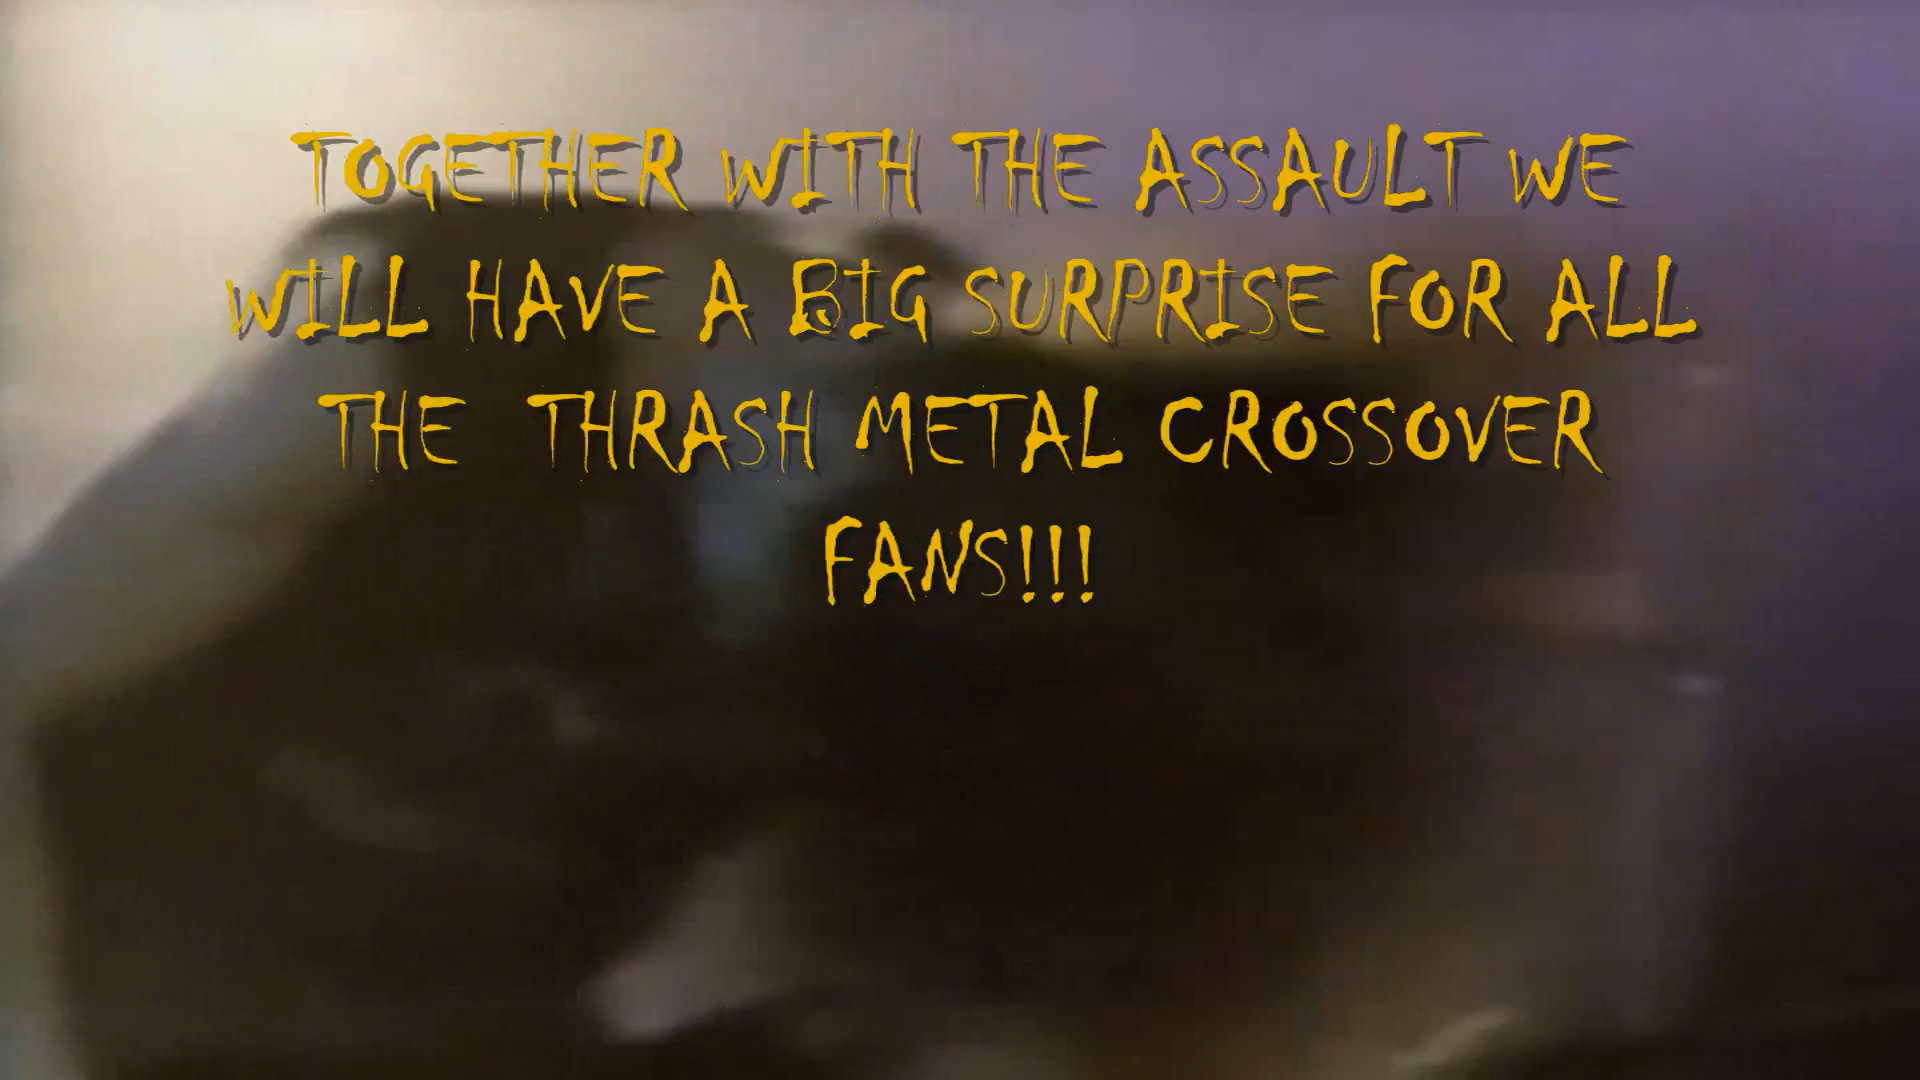 TOGETHER WITH THE ASSAULT WE
WILL HAVE A BIG SURPRISE FOR ALL
THE THRASH METAL CROSSOVER
FANS!!!